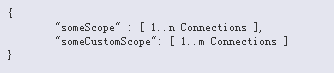 {
"someScope" : [ 1..n Connections ],
"someCustomScope": [ 1..m Connections ]
}